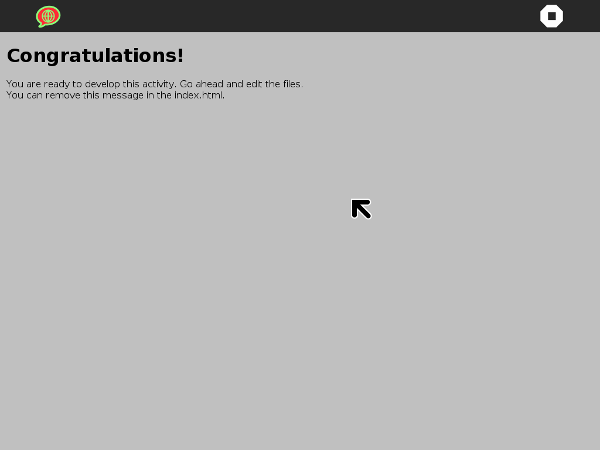 Congratulations!
You are ready to develop this activity. Go ahead and edit the files.
You can remove this message in the index.html.